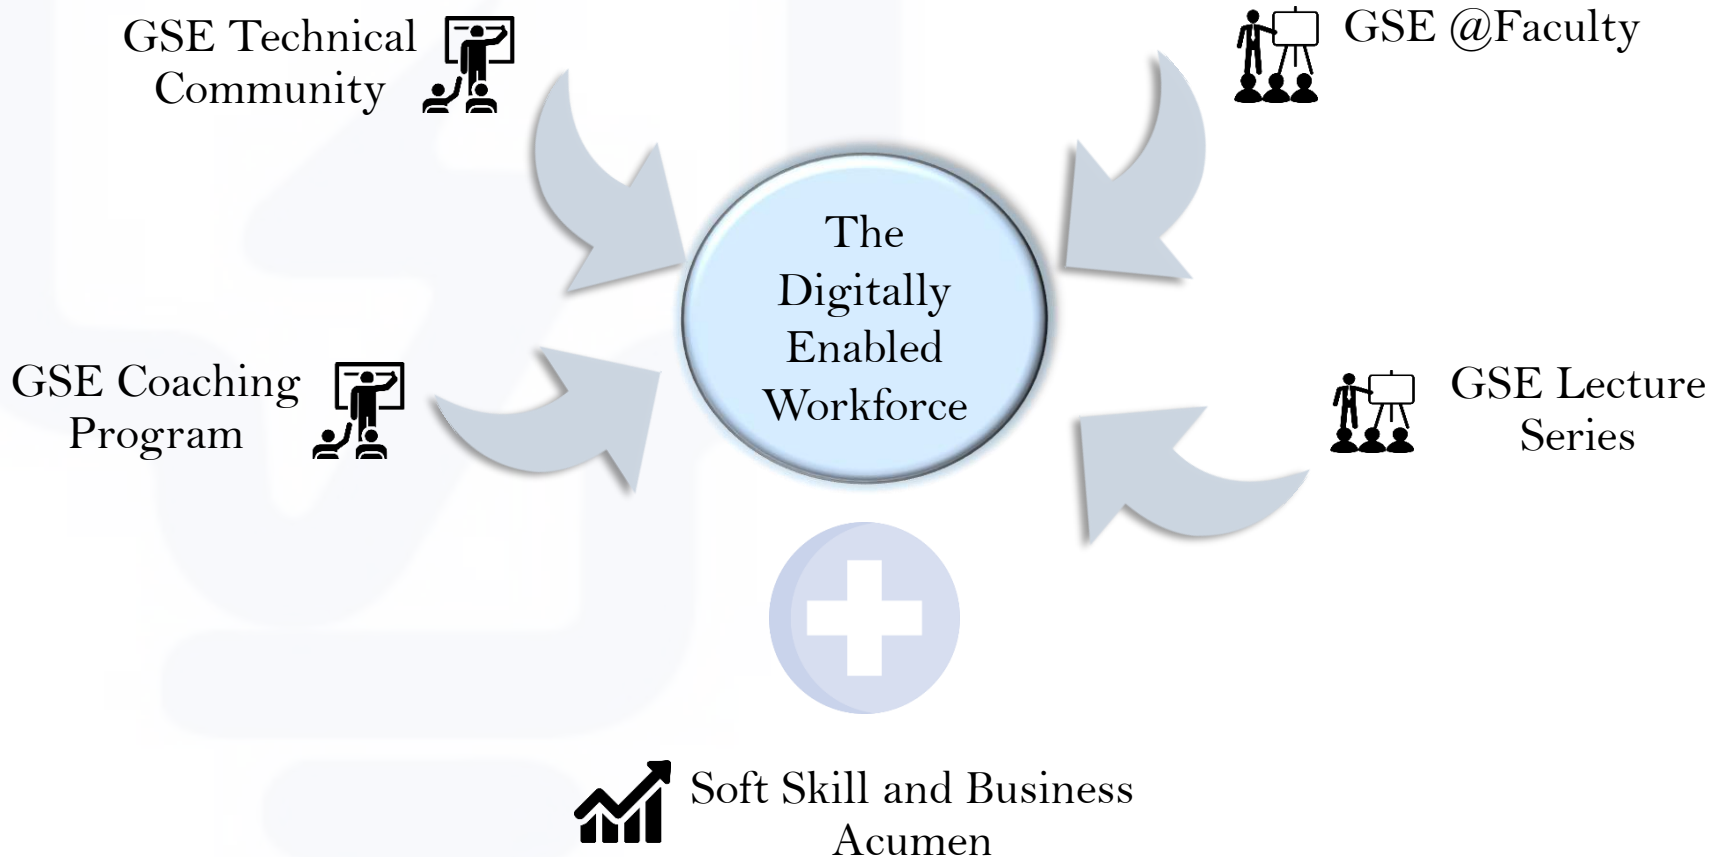 GSE Technical
Community
GSE @Faculty
The
Digitally
Enabled
Workforce
GSE Coaching
Program
GSE Lecture
Series
Soft Skill and Business
Acumen